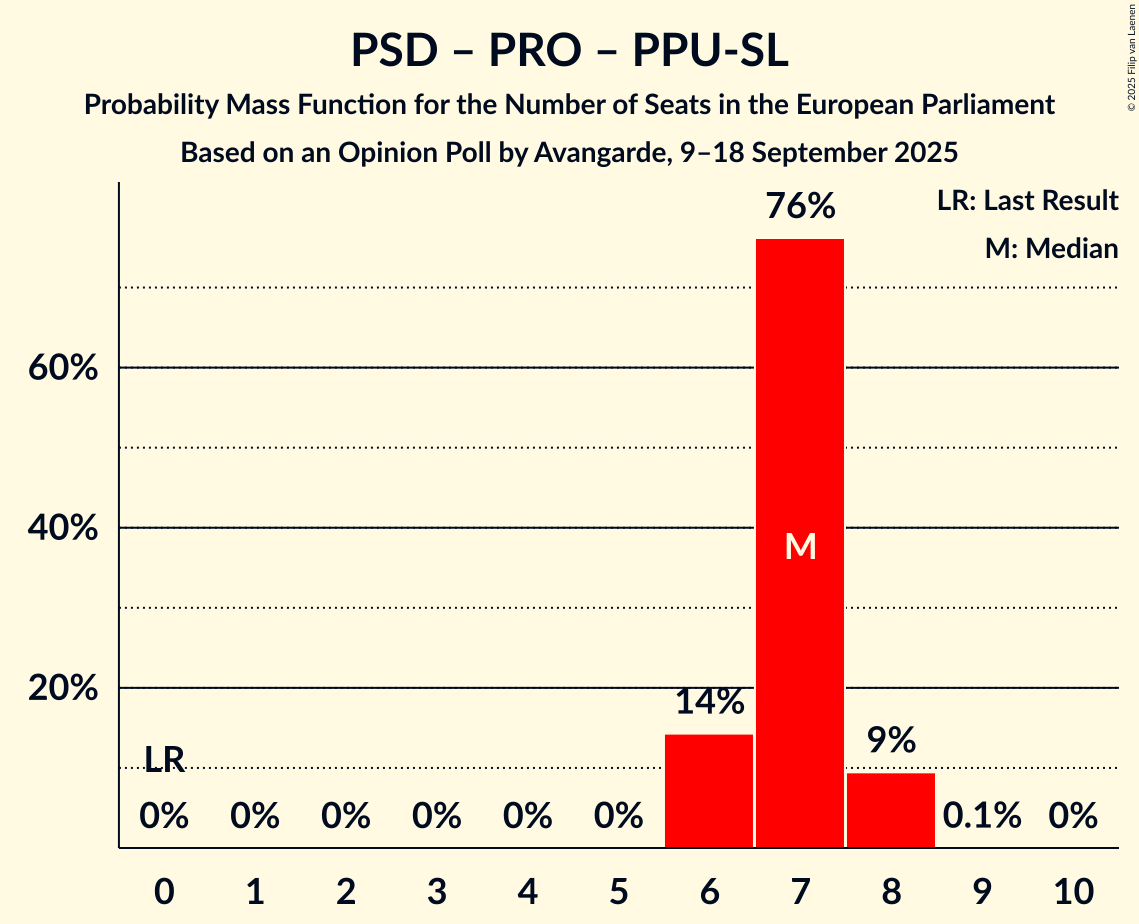 PSD – PRO – PPU-SL
Probability Mass Function for the Number of Seats in the European Parliament
Based on an Opinion Poll by Avangarde, 9–18 September 2025
© 2025 Filip van Laenen
LR: Last Result
M: Median
76%
60%
40%
M
20%
14%
9%
LR
0% 0% 0% 0% 0% 0% 0.1% 0%
0 1 2 3 4 5 6 7 8 9 10